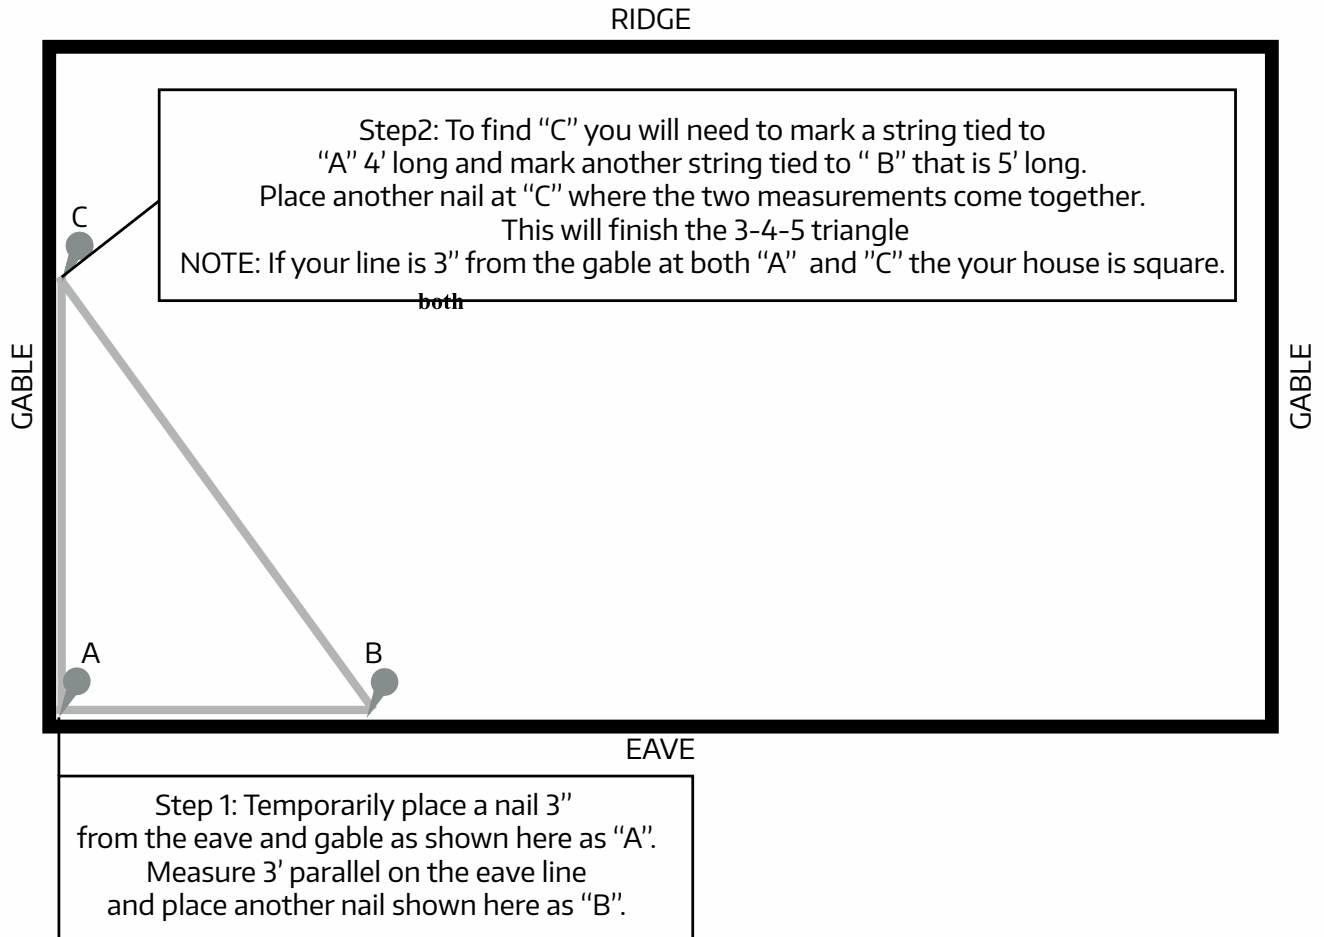 RIDGE
Step2: To find “C” you will need to mark a string tied to
“A” 4’ long and mark another string tied to “ B” that is 5’ long.
Place another nail at “C” where the two measurements come together.
This will finish the 3-4-5 triangle
NOTE: If your line is 3” from the gable at both “A”  and ”C” the your house is square.
both
C
GABLE
GABLE
A
B
EAVE
Step 1: Temporarily place a nail 3”
from the eave and gable as shown here as “A”.
Measure 3’ parallel on the eave line
and place another nail shown here as “B”.